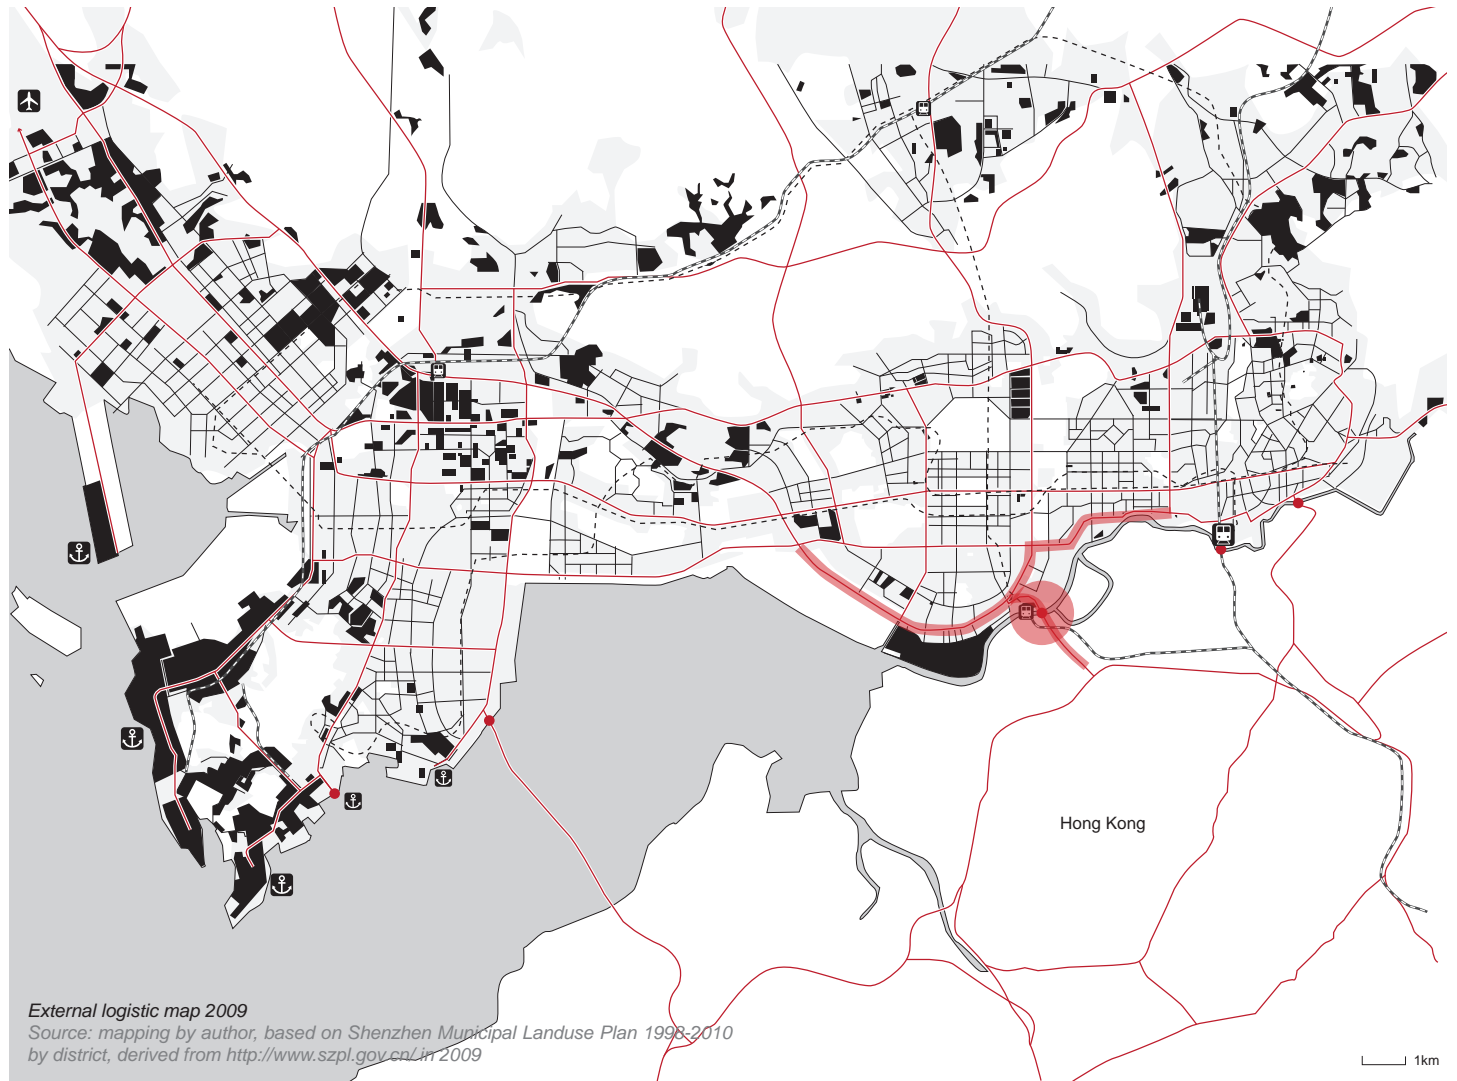 Hong Kong
External logistic map 2009
Source: mapping by author, based on Shenzhen Municipal Landuse Plan 1998-2010
by district, derived from http://www.szpl.gov.cn/ in 2009
1km